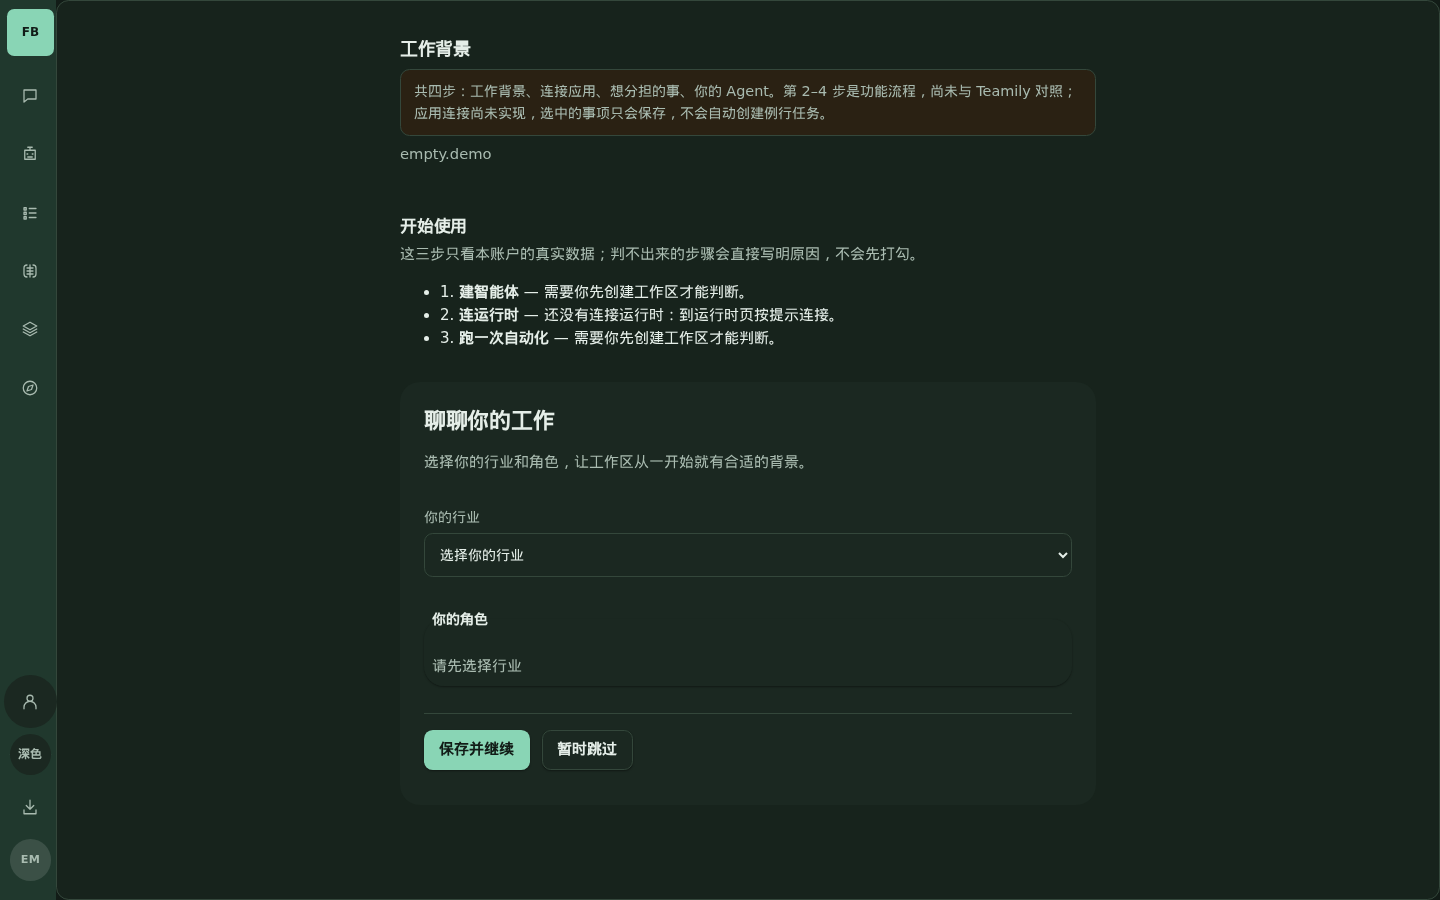 FB
工作背景
共四步：工作背景、连接应用、想分担的事、你的 Agent。第 2–4 步是功能流程，尚未与 Teamily 对照；
应用连接尚未实现，选中的事项只会保存，不会自动创建例行任务。
empty.demo
开始使用
这三步只看本账户的真实数据；判不出来的步骤会直接写明原因，不会先打勾。
• 1. 建智能体 — 需要你先创建工作区才能判断。
• 2. 连运行时 — 还没有连接运行时：到运行时页按提示连接。
• 3. 跑一次自动化 — 需要你先创建工作区才能判断。
聊聊你的工作
选择你的行业和角色，让工作区从一开始就有合适的背景。
你的行业
选择你的行业
你的角色
请先选择行业
保存并继续
暂时跳过
深色
EM